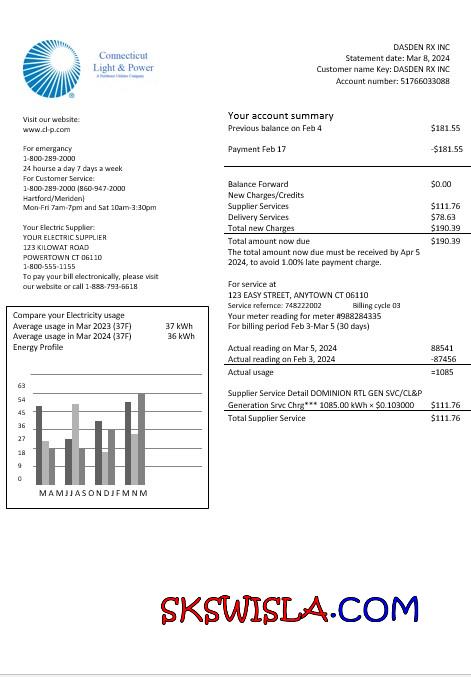 Connecticut
Light & Power
A Northeast Utilities Company
DASDEN RX INC
Statement date: Mar 8, 2024
Customer name Key: DASDEN RX INC
Account number: 51766033088
Visit our website:
www.cl-p.com
For emergancy
1-800-289-2000
24 hourse a day 7 days a week
For Customer Service:
1-800-289-2000 (860-947-2000
Hartford/Meriden)
Mon-Fri 7am-7pm and Sat 10am-3:30pm
Your Electric Supplier:
YOUR ELECTRIC SUPPLIER
123 KILOWAT ROAD
POWERTOWN CT 06110
1-800-555-1155
To pay your bill electronically, please visit
our website or call 1-888-793-6618
Compare your Electricity usage
Average usage in Mar 2023 (37F) 37 kWh
Average usage in Mar 2024 (37F) 36 kWh
Energy Profile
63
54
45
36
27
18
9
0
M A M J J A S O N D J F M N M
Your account summary
Previous balance on Feb 4 $181.55
Payment Feb 17 -$181.55
Balance Forward $0.00
New Charges/Credits
Supplier Services $111.76
Delivery Services $78.63
Total new Charges $190.39
Total amount now due $190.39
The total amount now due must be received by Apr 5
2024, to avoid 1.00% late payment charge.
For service at
123 EASY STREET, ANYTOWN CT 06110
Service refernce: 748222002 Billing cycle 03
Your meter reading for meter #988284335
For billing period Feb 3-Mar 5 (30 days)
Actual reading on Mar 5, 2024 88541
Actual reading on Feb 3, 2024 -87456
Actual usage =1085
Supplier Service Detail DOMINION RTL GEN SVC/CL&P
Generation Srvc Chrg*** 1085.00 kWh × $0.103000 $111.76
Total Supplier Service $111.76
SKSWISLA.COM